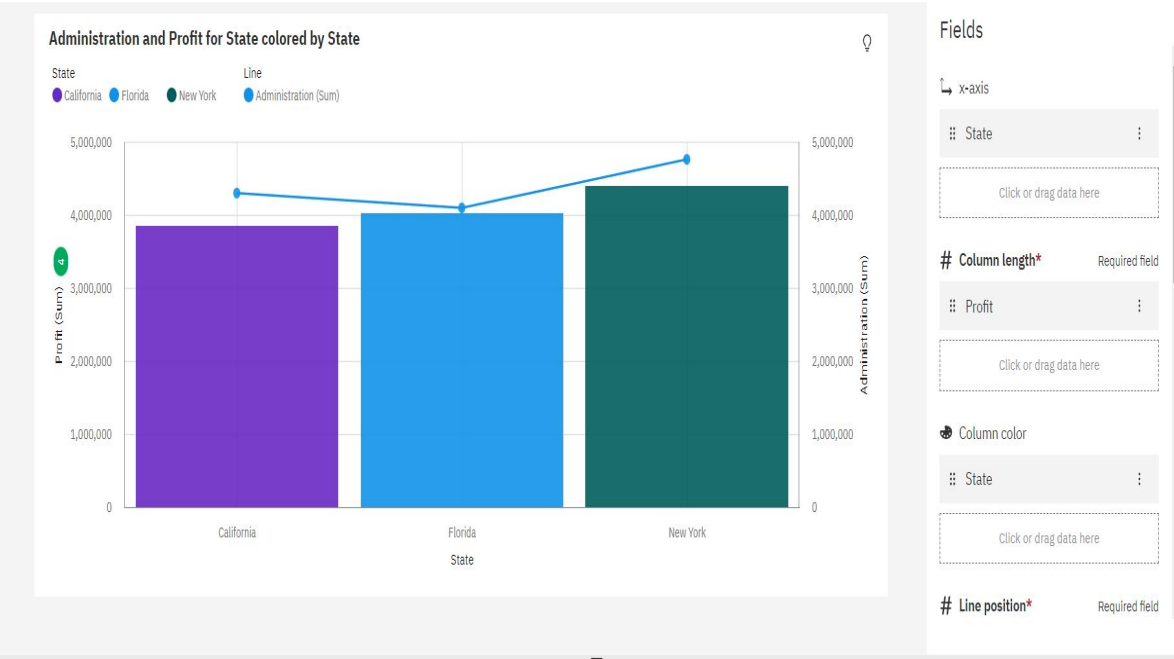 Administration and Profit for State colored by State
State
California Florida New York
Line
Administration (Sum)
5,000,000
4,000,000
3,000,000
2,000,000
1,000,000
0
Profit (Sum)
4
5,000,000
4,000,000
3,000,000
2,000,000
1,000,000
0
Administration (Sum)
California Florida New York
State
Fields
x-axis
State
Click or drag data here
# Column length* Required field
Profit
Click or drag data here
Column color
State
Click or drag data here
# Line position* Required field